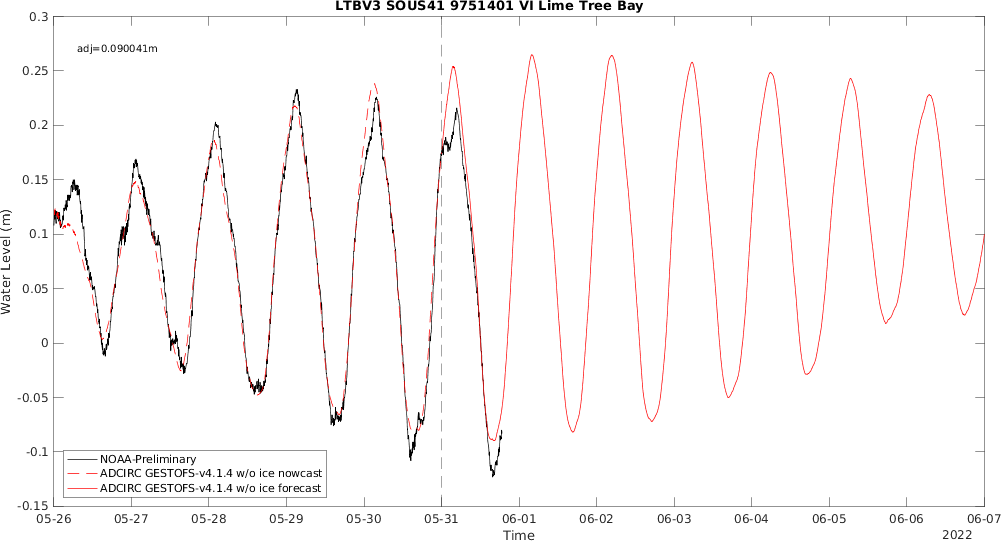 LTBV3 SOUS41 9751401 VI Lime Tree Bay
adj=0.090041m
0.3
0.25
0.2
0.15
0.1
0.05
0
-0.05
-0.1
-0.15
Water Level (m)
NOAA-Preliminary
ADCIRC GESTOFS-v4.1.4 w/o ice nowcast
ADCIRC GESTOFS-v4.1.4 w/o ice forecast
05-26 05-27 05-28 05-29 05-30 05-31 06-01 06-02 06-03 06-04 06-05 06-06 06-07
Time
2022